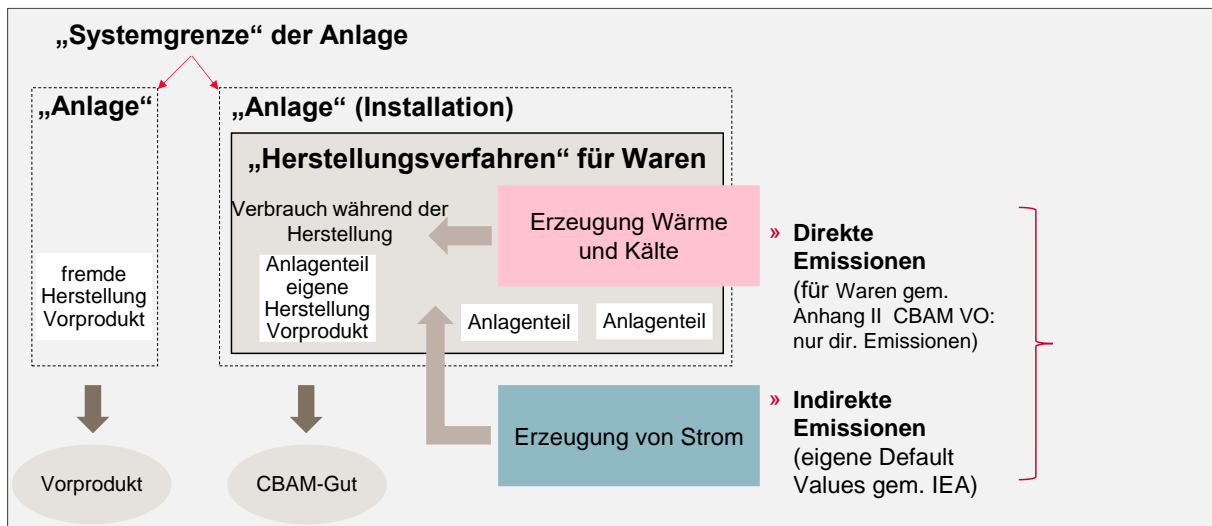 „Systemgrenze“ der Anlage
„Anlage“
„Anlage“ (Installation)
„Herstellungsverfahren“ für Waren
Verbrauch während der
Herstellung
Erzeugung Wärme
und Kälte
fremde
Herstellung
Vorprodukt
Anlagenteil
eigene
Herstellung
Vorprodukt
Anlagenteil
Anlagenteil
» Direkte
Emissionen
(für Waren gem.
Anhang II CBAM VO:
nur dir. Emissionen)
Erzeugung von Strom
» Indirekte
Emissionen
(eigene Default
Values gem. IEA)
Vorprodukt
CBAM-Gut